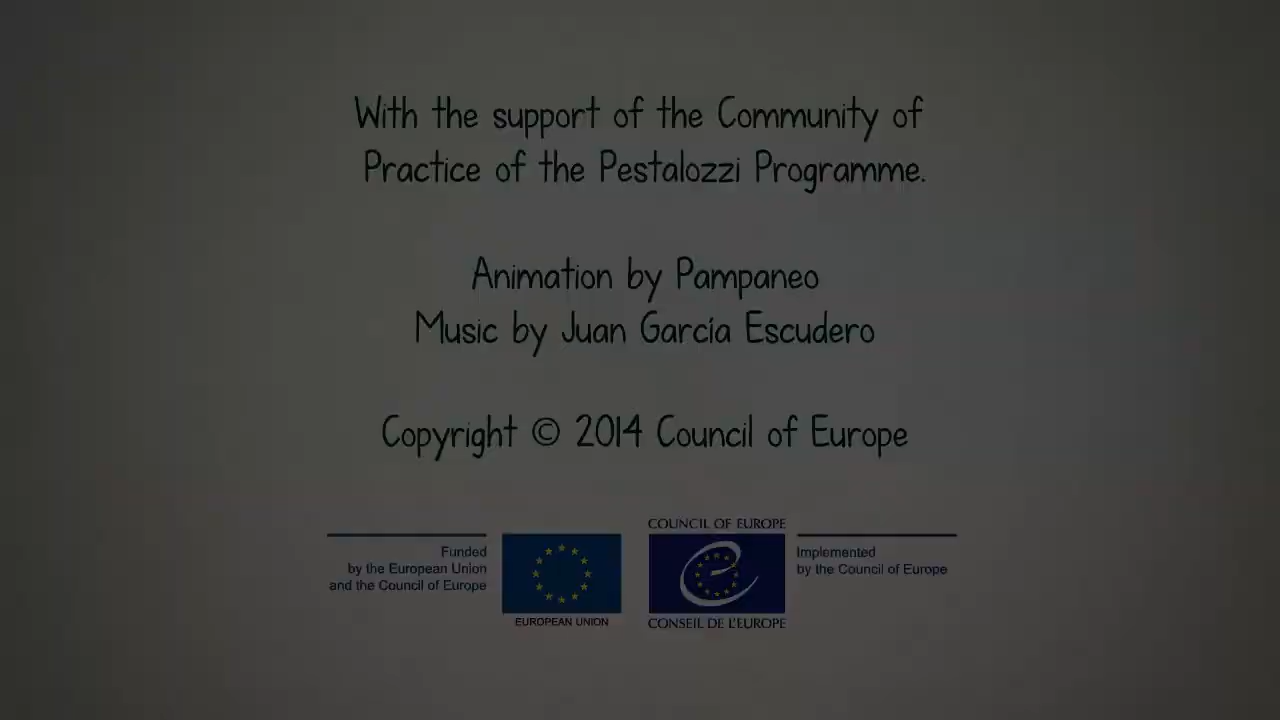 With the support of the Community of
Practice of the Pestalozzi Programme.
Animation by Pampaneo
Music by Juan García Escudero
Copyright © 2014 Council of Europe
Funded
by the European Union
and the Council of Europe
EUROPEAN UNION
COUNCIL OF EUROPE
CONSEIL DE L'EUROPE
Implemented
by the Council of Europe